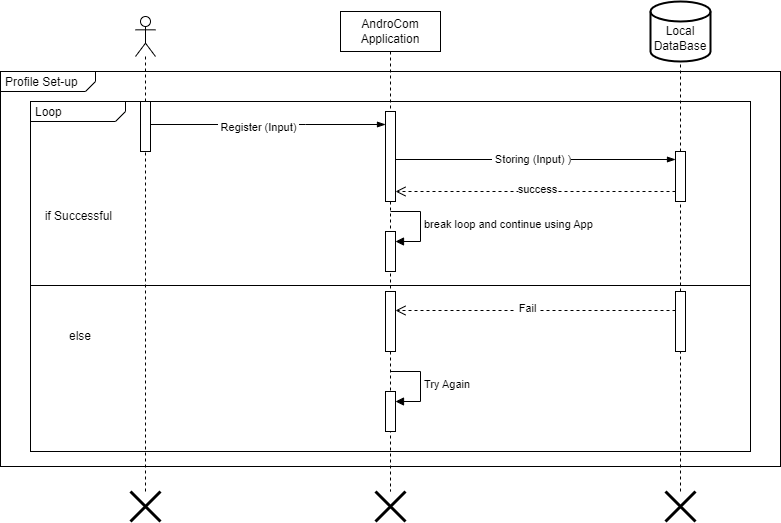 AndroCom
Application
Local
DataBase
Profile Set-up
Loop
Register (Input)
Storing (Input) )
success
if Successful
break loop and continue using App
Fail
else
Try Again